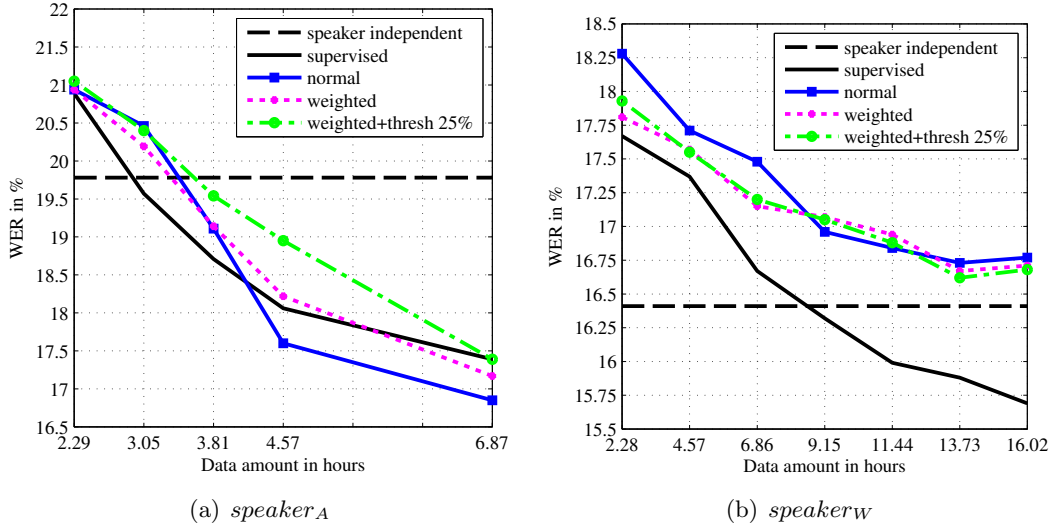 22
21.5
21
20.5
20
19.5
19
18.5
18
17.5
17
16.5
WER in %
speaker independent
supervised
normal
weighted
weighted+thresh 25%
2.29 3.05 3.81 4.57 6.87
Data amount in hours
(a) speakerA
18.5
18.25
18
17.75
17.5
17.25
17
16.75
16.5
16.25
16
15.75
15.5
WER in %
speaker independent
supervised
normal
weighted
weighted+thresh 25%
2.28 4.57 6.86 9.15 11.44 13.73 16.02
Data amount in hours
(b) speakerW